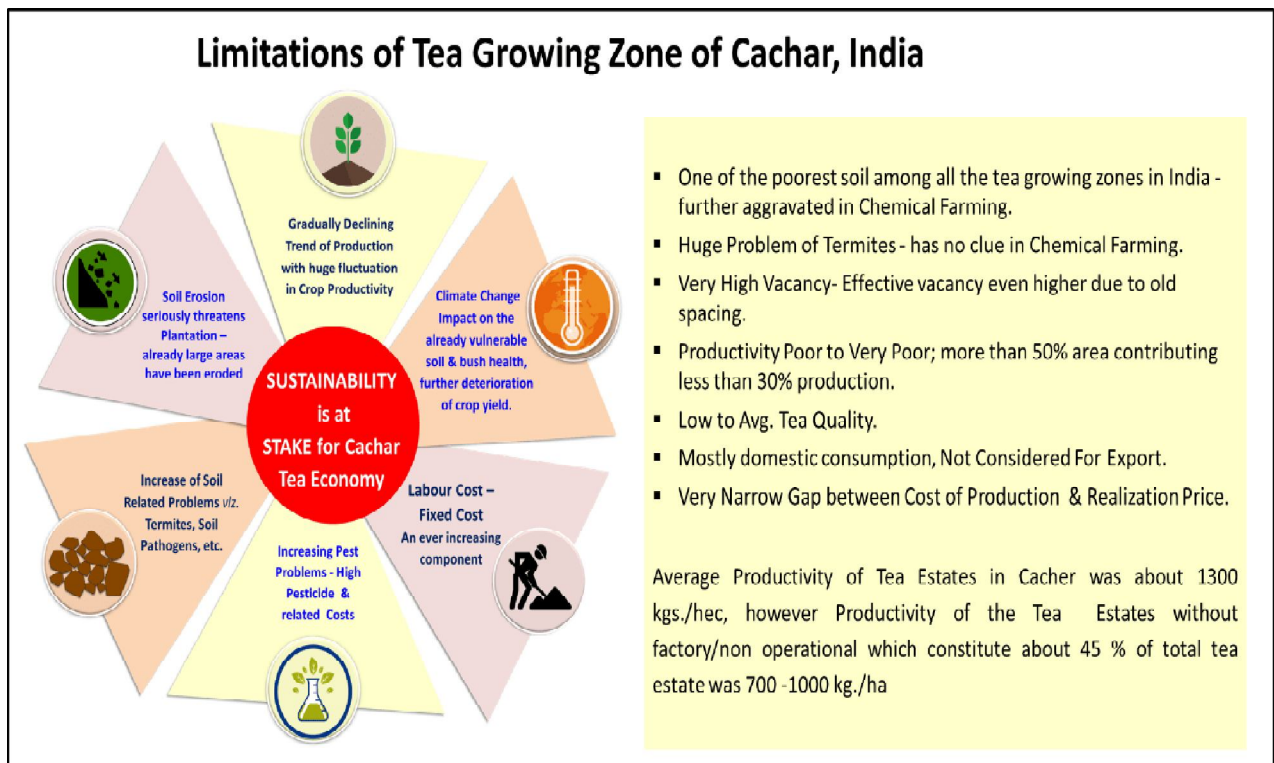 Limitations of Tea Growing Zone of Cachar, India
Gradually Declining
Trend of Production
with huge fluctuation
in Crop Productivity
Climate Change
Impact on the
already vulnerable
soil & bush health,
further deterioration
of crop yield.
Labour Cost –
Fixed Cost
An ever increasing
component
Increasing Pest
Problems - High
Pesticide &
related Costs
Increase of Soil
Related Problems viz.
Termites, Soil
Pathogens, etc.
Soil Erosion
seriously threatens
Plantation –
already large areas
have been eroded
SUSTAINABILITY
is at
STAKE for Cachar
Tea Economy
▪ One of the poorest soil among all the tea growing zones in India -
further aggravated in Chemical Farming.
▪ Huge Problem of Termites - has no clue in Chemical Farming.
▪ Very High Vacancy- Effective vacancy even higher due to old
spacing.
▪ Productivity Poor to Very Poor; more than 50% area contributing
less than 30% production.
▪ Low to Avg. Tea Quality.
▪ Mostly domestic consumption, Not Considered For Export.
▪ Very Narrow Gap between Cost of Production & Realization Price.
Average Productivity of Tea Estates in Cacher was about 1300
kgs./hec, however Productivity of the Tea Estates without
factory/non operational which constitute about 45 % of total tea
estate was 700 -1000 kg./ha